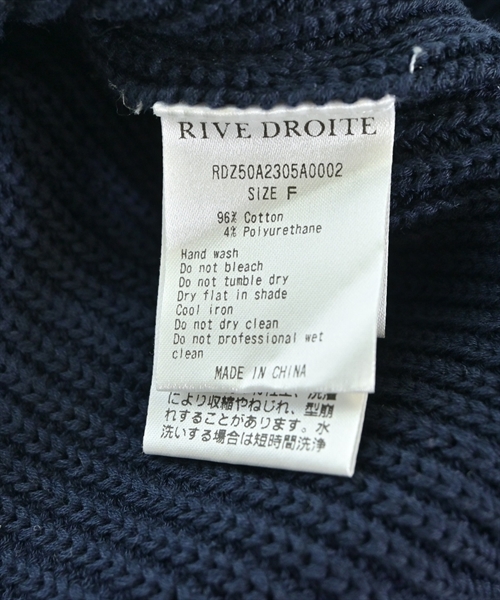 RIVE DROITE
RDZ50A2305A0002
SIZE F
96% Cotton
4% Polyurethane
Hand wash
Do not bleach
Do not tumble dry
Dry flat in shade
Cool iron
Do not dry clean
Do not professional wet
clean
MADE IN CHINA
により収縮やねじれ、型崩
れすることがあります。水
洗いする場合は短時間洗浄